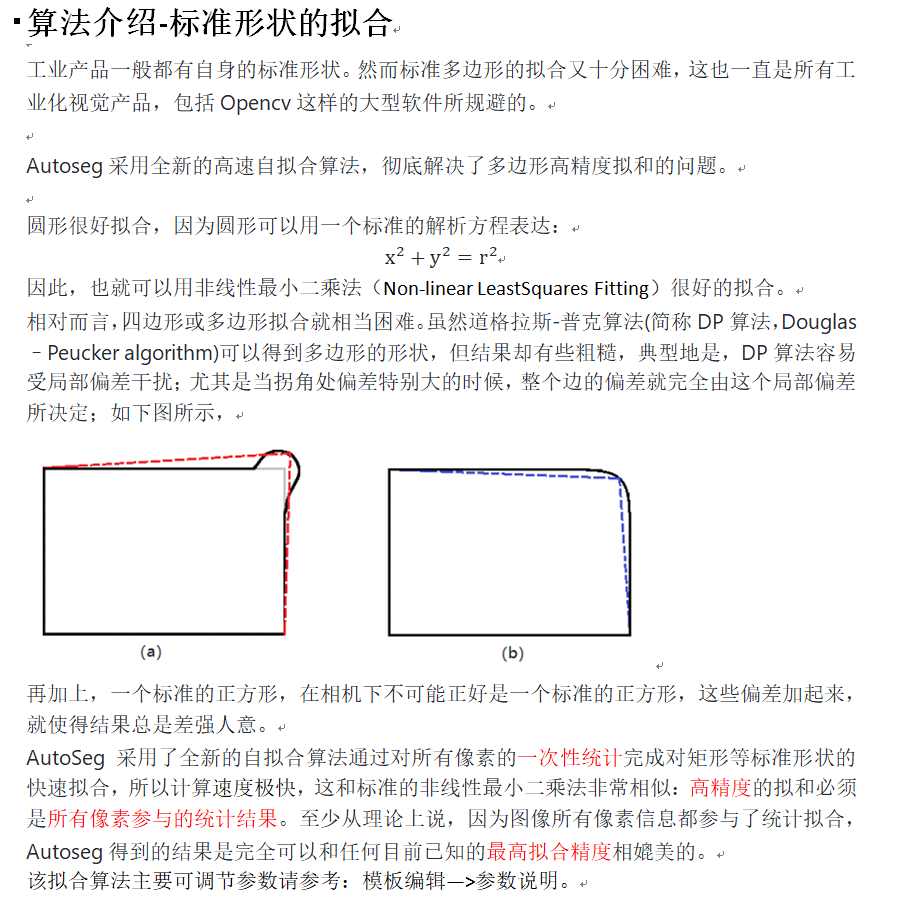 算法介绍-标准形状的拟合
工业产品一般都有自身的标准形状。然而标准多边形的拟合又十分困难，这也一直是所有工
业化视觉产品，包括 Opencv 这样的大型软件所规避的。
Autoseg 采用全新的高速自拟合算法，彻底解决了多边形高精度拟和的问题。
圆形很好拟合，因为圆形可以用一个标准的解析方程表达：
x² + y² = r²
因此，也就可以用非线性最小二乘法（Non-linear LeastSquares Fitting）很好的拟合。
相对而言，四边形或多边形拟合就相当困难。虽然道格拉斯-普克算法(简称 DP 算法，Douglas
–Peucker algorithm)可以得到多边形的形状，但结果却有些粗糙，典型地是，DP 算法容易
受局部偏差干扰；尤其是当拐角处偏差特别大的时候，整个边的偏差就完全由这个局部偏差
所决定；如下图所示，
(a)
(b)
再加上，一个标准的正方形，在相机下不可能正好是一个标准的正方形，这些偏差加起来，
就使得结果总是差强人意。
AutoSeg 采用了全新的自拟合算法通过对所有像素的一次性统计完成对矩形等标准形状的
快速拟合，所以计算速度极快，这和标准的非线性最小二乘法非常相似：高精度的拟和必须
是所有像素参与的统计结果。至少从理论上说，因为图像所有像素信息都参与了统计拟合，
Autoseg 得到的结果是完全可以和任何目前已知的最高拟合精度相媲美的。
该拟合算法主要可调节参数请参考：模板编辑—>参数说明。